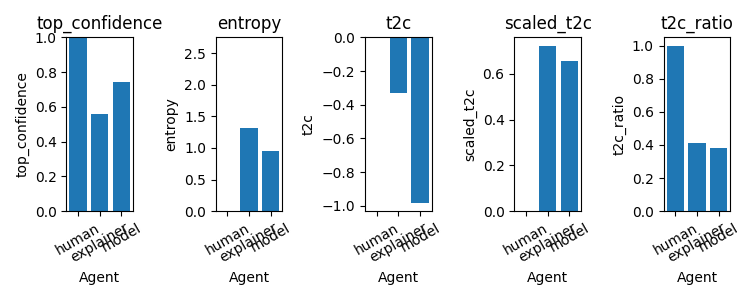 top_confidence
top_confidence
1.0
0.8
0.6
0.4
0.2
0.0
human
explainer
model
Agent
entropy
entropy
2.5
2.0
1.5
1.0
0.5
0.0
human
explainer
model
Agent
t2c
t2c
0.0
−0.2
−0.4
−0.6
−0.8
−1.0
human
explainer
model
Agent
scaled_t2c
scaled_t2c
0.6
0.4
0.2
0.0
human
explainer
model
Agent
t2c_ratio
t2c_ratio
1.0
0.8
0.6
0.4
0.2
0.0
human
explainer
model
Agent